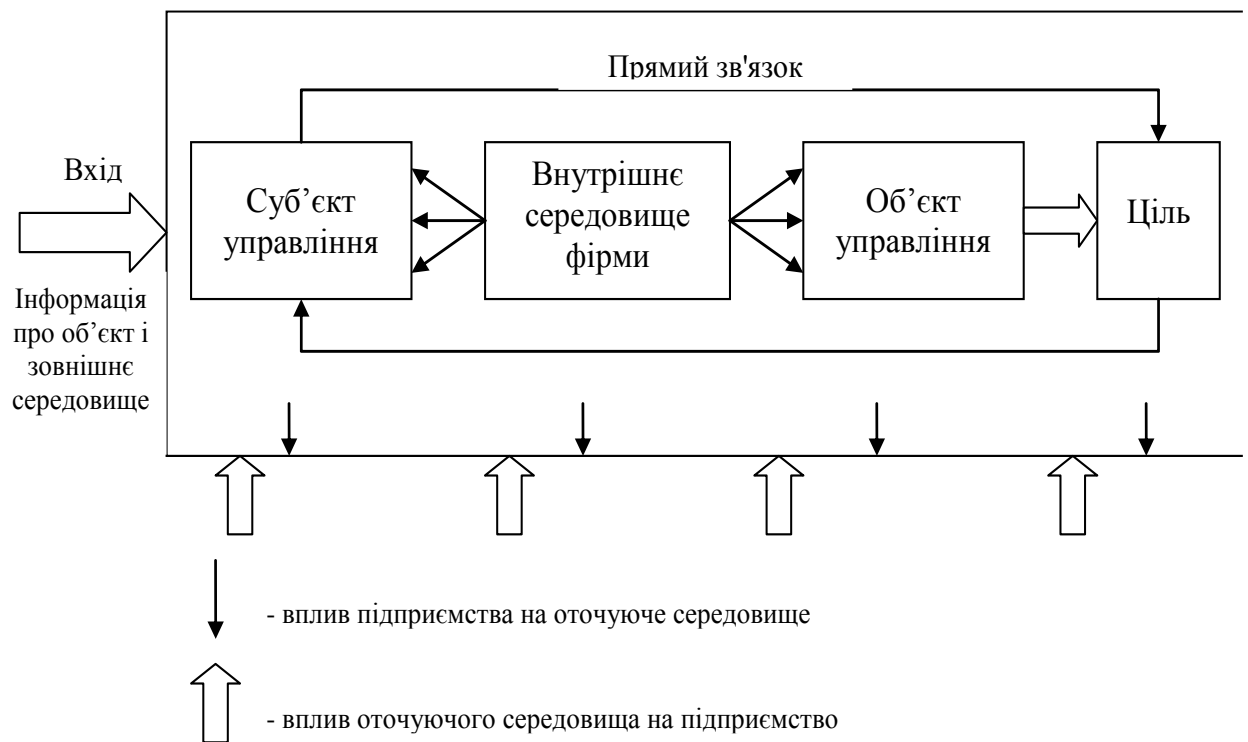 Прямий зв'язок
Вхід
Суб’єкт
управління
Внутрішнє
середовище
фірми
Об’єкт
управління
Ціль
Інформація
про об’єкт і
зовнішнє
середовище
- вплив підприємства на оточуюче середовище
- вплив оточуючого середовища на підприємство